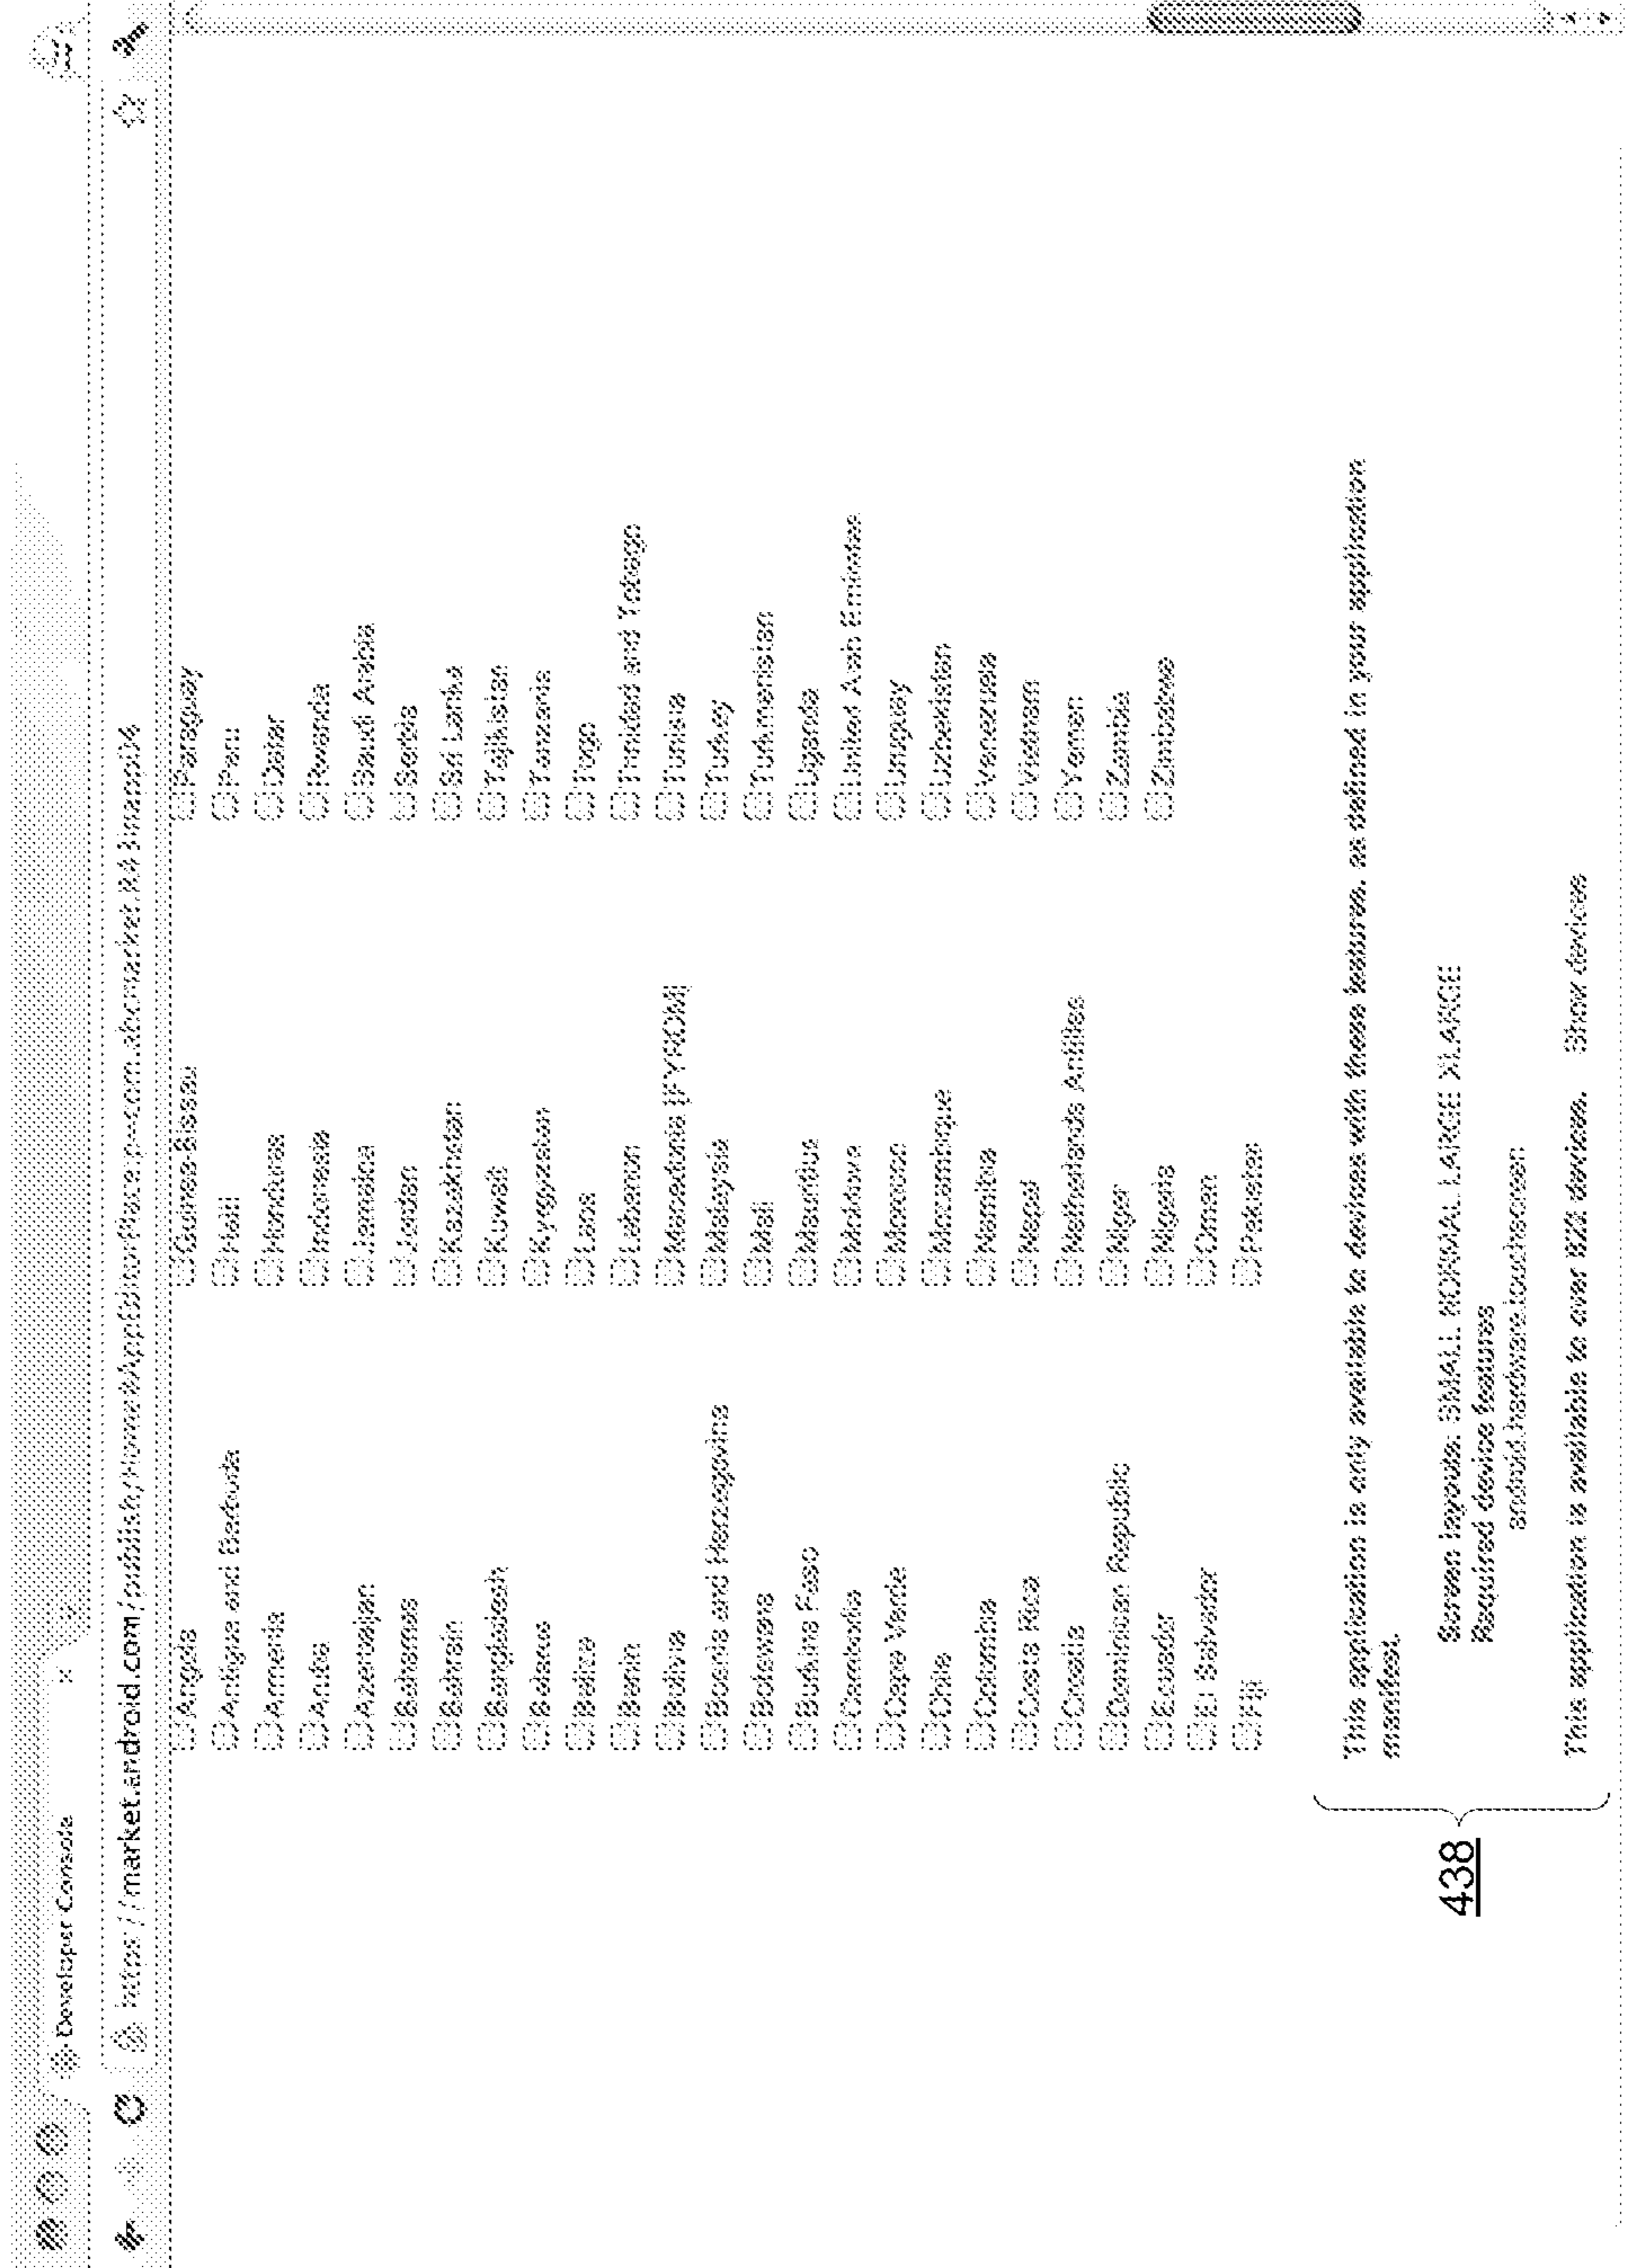 Developer Console
https://market.android.com/publish/Home#AppEditorPlace:p=com.abcmarket
Angola
Antigua and Barbuda
Armenia
Aruba
Azerbaijan
Bahamas
Bahrain
Bangladesh
Belarus
Belize
Benin
Bolivia
Bosnia and Herzegovina
Botswana
Burkina Faso
Cambodia
Cape Verde
Chile
Colombia
Costa Rica
Croatia
Dominican Republic
Ecuador
El Salvador
Fiji
Guinea-Bissau
Haiti
Honduras
Indonesia
Jamaica
Jordan
Kazakhstan
Kuwait
Kyrgyzstan
Laos
Lebanon
Macedonia [FYROM]
Malaysia
Mali
Mauritius
Moldova
Morocco
Mozambique
Namibia
Nepal
Netherlands Antilles
Niger
Nigeria
Oman
Pakistan
Paraguay
Peru
Qatar
Rwanda
Saudi Arabia
Serbia
Sri Lanka
Tajikistan
Tanzania
Togo
Trinidad and Tobago
Tunisia
Turkey
Turkmenistan
Uganda
United Arab Emirates
Uruguay
Uzbekistan
Venezuela
Vietnam
Yemen
Zambia
Zimbabwe
438
This application is only available to devices with these features, as defined in your application
manifest.
Screen layouts: SMALL NORMAL LARGE XLARGE
Required device features
android.hardware.touchscreen
This application is available to over devices. Show devices